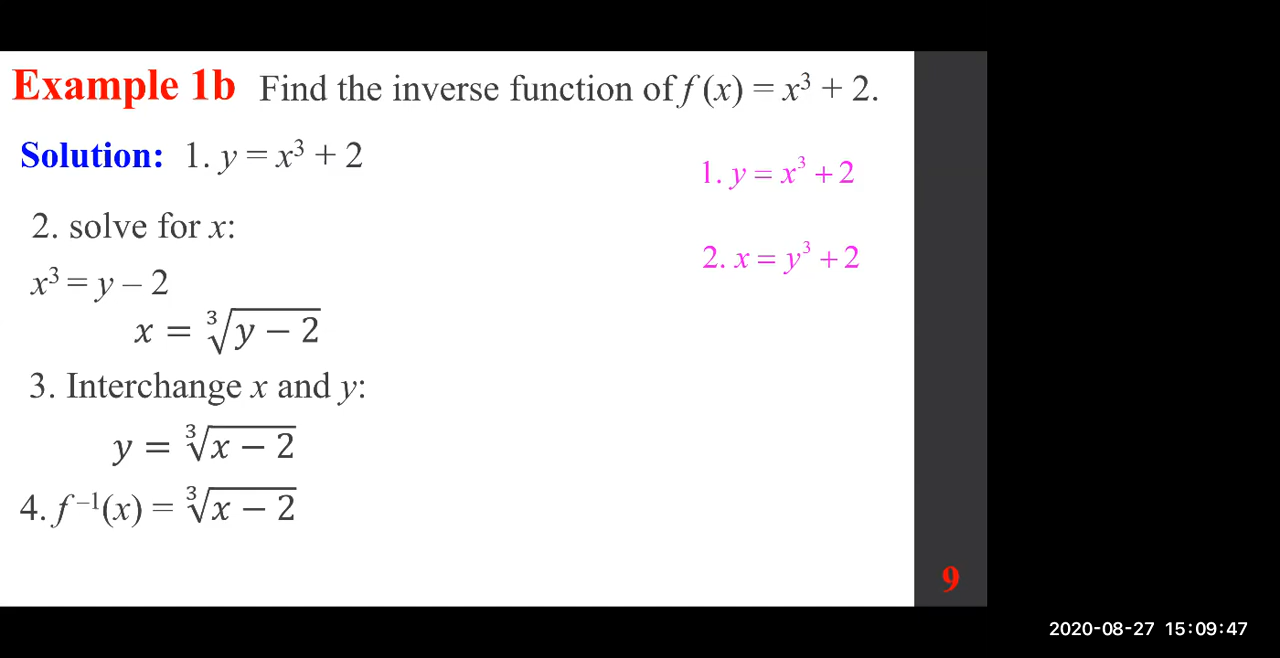 Example 1b Find the inverse function of f (x) = x³ + 2.
Solution: 1. y = x³ + 2
1. y = x³ + 2
2. solve for x:
2. x = y³ + 2
x³ = y – 2
x = ∛(y − 2)
3. Interchange x and y:
y = ∛(x − 2)
4. f⁻¹(x) = ∛(x − 2)
9
2020-08-27 15:09:47